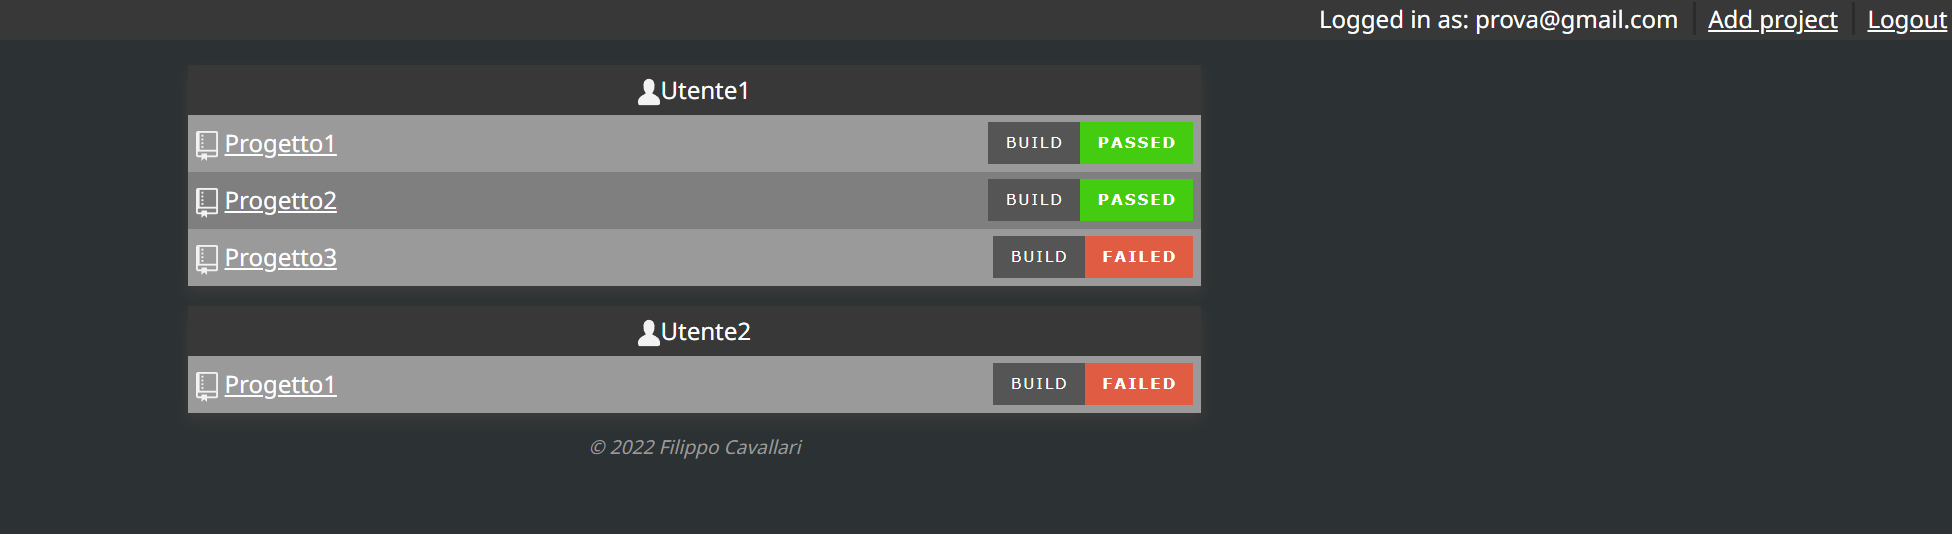 Logged in as: prova@gmail.com Add project Logout
Utente1
Progetto1 BUILD PASSED
Progetto2 BUILD PASSED
Progetto3 BUILD FAILED
Utente2
Progetto1 BUILD FAILED
© 2022 Filippo Cavallari